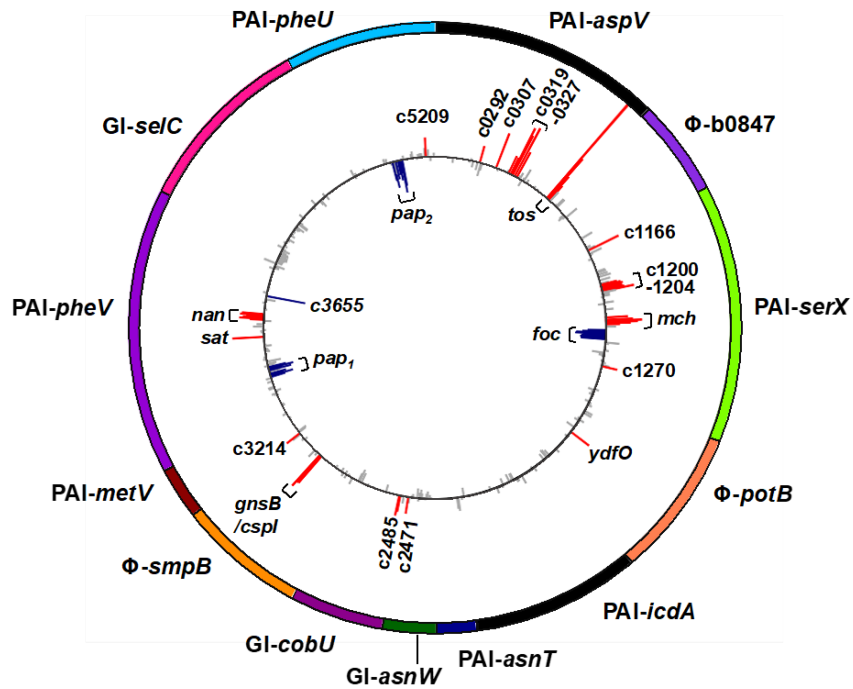 PAI-pheU
PAI-aspV
GI-selC
Φ-b0847
c5209
c0292
c0307
c0319
-0327
pap2
tos
c1166
c1200
-1204
PAI-pheV
c3655
nan
sat
foc
mch
PAI-serX
pap1
c1270
c3214
ydfO
gnsB
/cspI
c2485
c2471
PAI-metV
Φ-potB
Φ-smpB
PAI-icdA
GI-cobU
PAI-asnT
GI-asnW